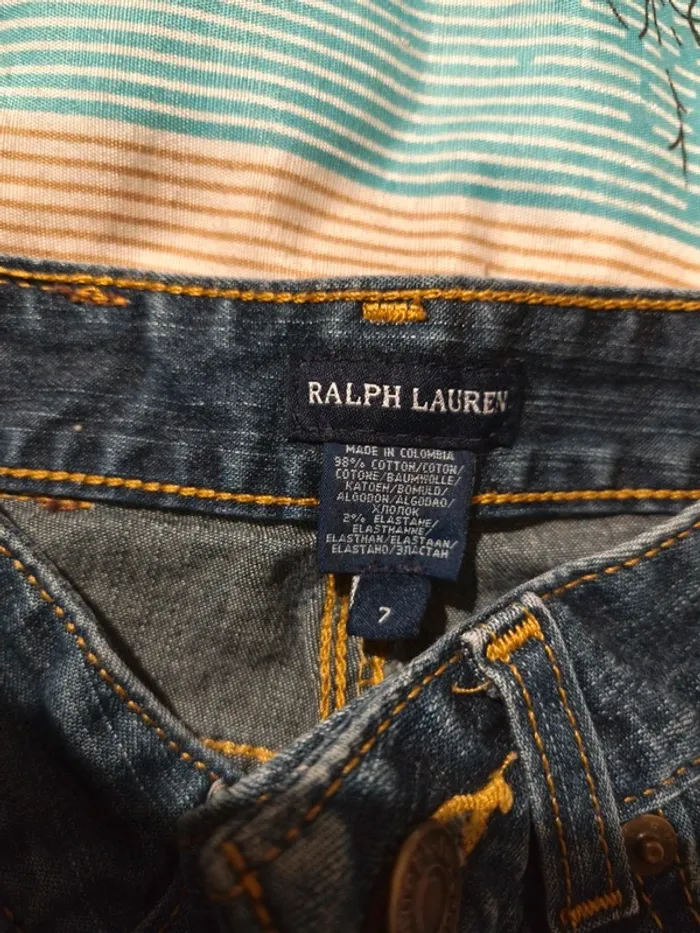 RALPH LAUREN
MADE IN COLOMBIA
98% COTTON/COTON/
COTONE/BAUMWOLLE/
KATOEN/BOMULD/
ALGODON/ALGODAO/
ХЛОПОК
2% ELASTANE/
ELASTHANNE/
ELASTHAN/ELASTAAN/
ELASTANO/ЭЛАСТАН
7